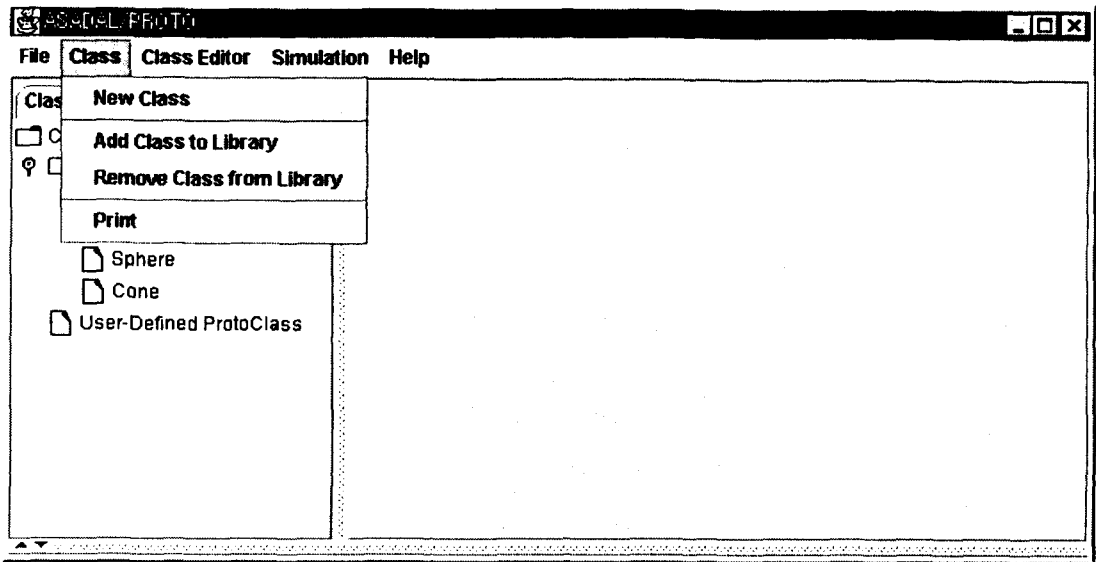 ASADAL/PROTO
File Class Class Editor Simulation Help
Clas
New Class
C
Add Class to Library
Remove Class from Library
Print
Sphere
Cone
User-Defined ProtoClass